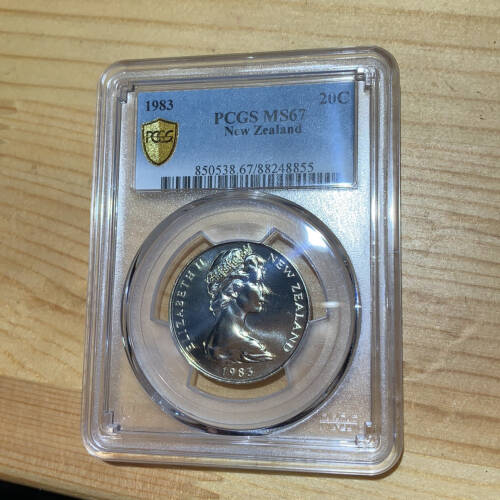 1983
20C
PCGS MS67
New Zealand
PCGS
850538.67/88248855
ELIZABETH II
NEW ZEALAND
1983